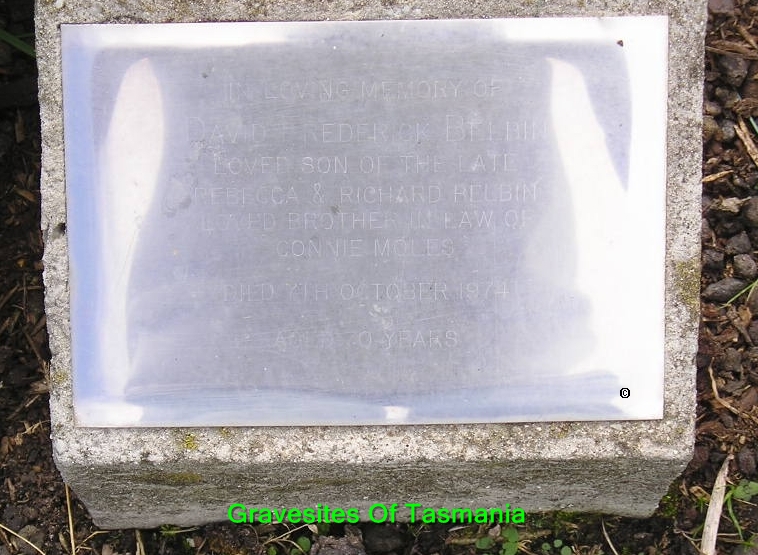 IN LOVING MEMORY OF
DAVID FREDERICK BELBIN
LOVED SON OF THE LATE
REBECCA & RICHARD BELBIN
LOVED BROTHER IN LAW OF
CONNIE MOLES
DIED OCTOBER 1974
YEARS
©
Gravesites Of Tasmania